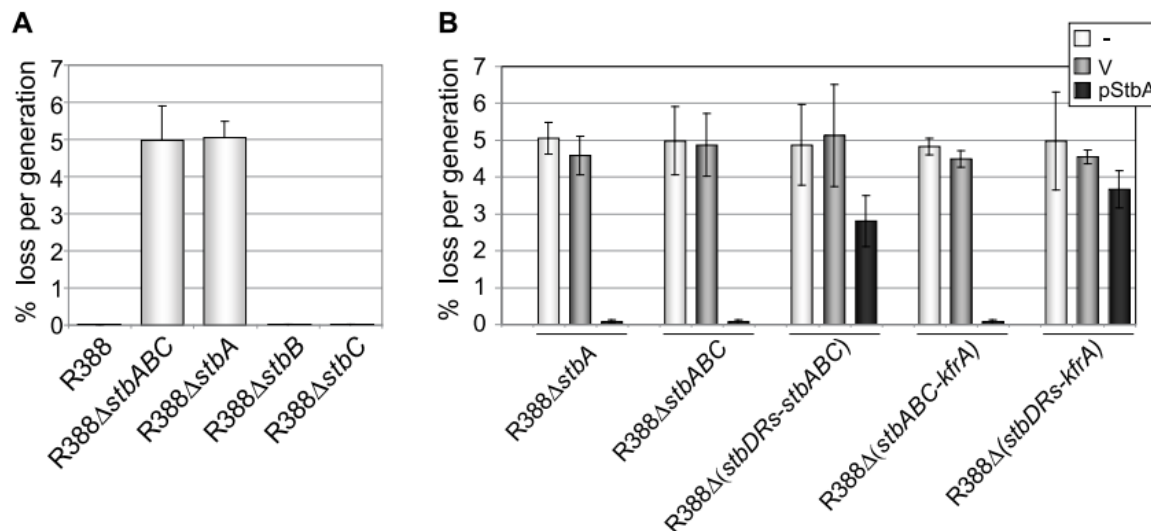 A
% loss per generation
7
6
5
4
3
2
1
0
R388
R388ΔstbABC
R388ΔstbA
R388ΔstbB
R388ΔstbC
B
-
V
pStbA
% loss per generation
7
6
5
4
3
2
1
0
R388ΔstbA
R388ΔstbABC
R388Δ(stbDRs-stbABC)
R388Δ(stbABC-kfrA)
R388Δ(stbDRs-kfrA)